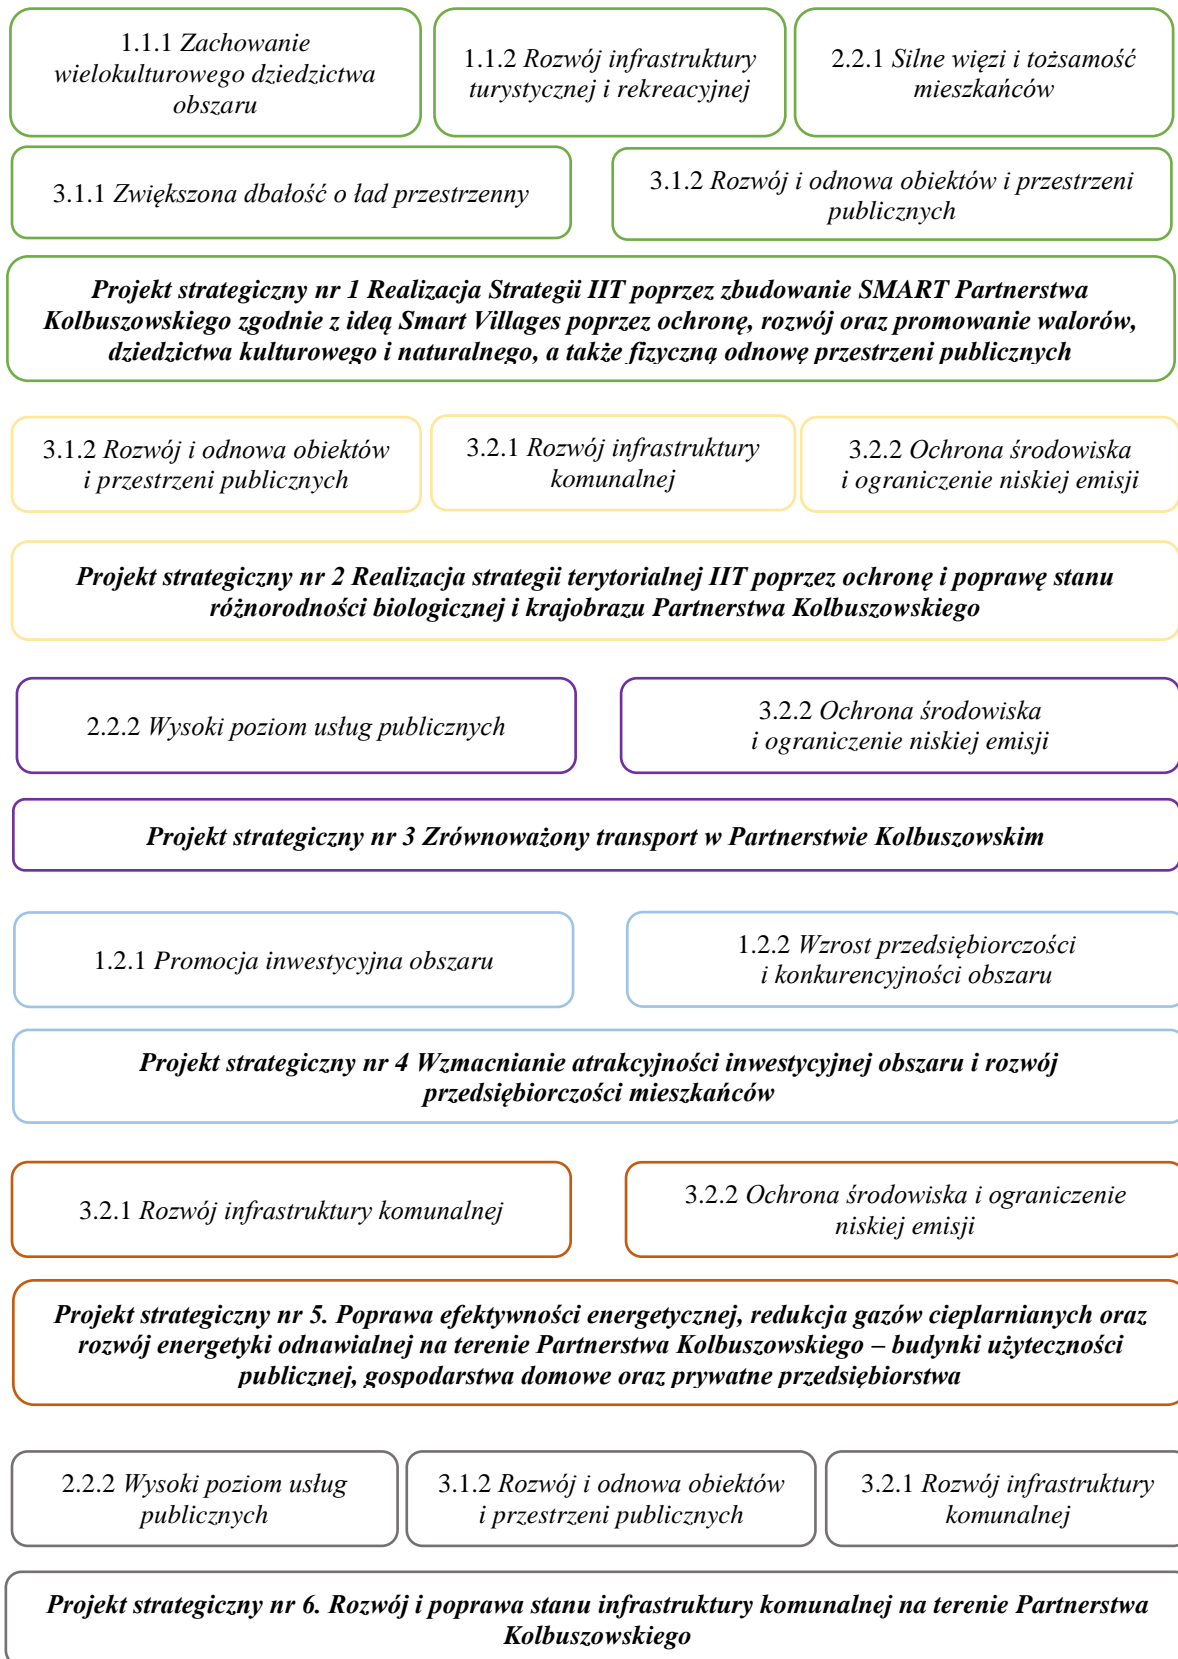 1.1.1 Zachowanie
wielokulturowego dziedzictwa
obszaru
1.1.2 Rozwój infrastruktury
turystycznej i rekreacyjnej
2.2.1 Silne więzi i tożsamość
mieszkańców
3.1.1 Zwiększona dbałość o ład przestrzenny
3.1.2 Rozwój i odnowa obiektów i przestrzeni
publicznych
Projekt strategiczny nr 1 Realizacja Strategii IIT poprzez zbudowanie SMART Partnerstwa
Kolbuszowskiego zgodnie z ideą Smart Villages poprzez ochronę, rozwój oraz promowanie walorów,
dziedzictwa kulturowego i naturalnego, a także fizyczną odnowę przestrzeni publicznych
3.1.2 Rozwój i odnowa obiektów
i przestrzeni publicznych
3.2.1 Rozwój infrastruktury
komunalnej
3.2.2 Ochrona środowiska
i ograniczenie niskiej emisji
Projekt strategiczny nr 2 Realizacja strategii terytorialnej IIT poprzez ochronę i poprawę stanu
różnorodności biologicznej i krajobrazu Partnerstwa Kolbuszowskiego
2.2.2 Wysoki poziom usług publicznych
3.2.2 Ochrona środowiska
i ograniczenie niskiej emisji
Projekt strategiczny nr 3 Zrównoważony transport w Partnerstwie Kolbuszowskim
1.2.1 Promocja inwestycyjna obszaru
1.2.2 Wzrost przedsiębiorczości
i konkurencyjności obszaru
Projekt strategiczny nr 4 Wzmacnianie atrakcyjności inwestycyjnej obszaru i rozwój
przedsiębiorczości mieszkańców
3.2.1 Rozwój infrastruktury komunalnej
3.2.2 Ochrona środowiska i ograniczenie
niskiej emisji
Projekt strategiczny nr 5. Poprawa efektywności energetycznej, redukcja gazów cieplarnianych oraz
rozwój energetyki odnawialnej na terenie Partnerstwa Kolbuszowskiego – budynki użyteczności
publicznej, gospodarstwa domowe oraz prywatne przedsiębiorstwa
2.2.2 Wysoki poziom usług
publicznych
3.1.2 Rozwój i odnowa obiektów
i przestrzeni publicznych
3.2.1 Rozwój infrastruktury
komunalnej
Projekt strategiczny nr 6. Rozwój i poprawa stanu infrastruktury komunalnej na terenie Partnerstwa
Kolbuszowskiego